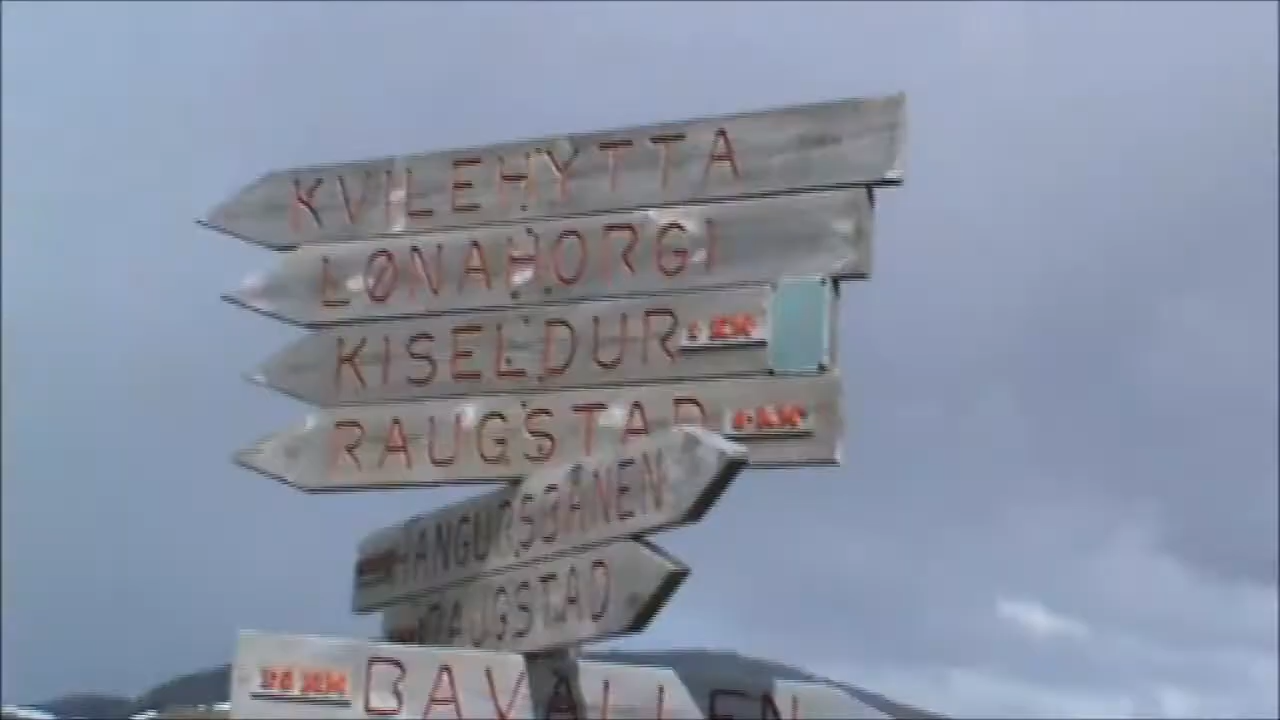 KVILEHYTTA
LØNAHORGI
KISELDUR
RAUGSTAD
HANGURSBANEN
RAUGSTAD
BAVALLEN